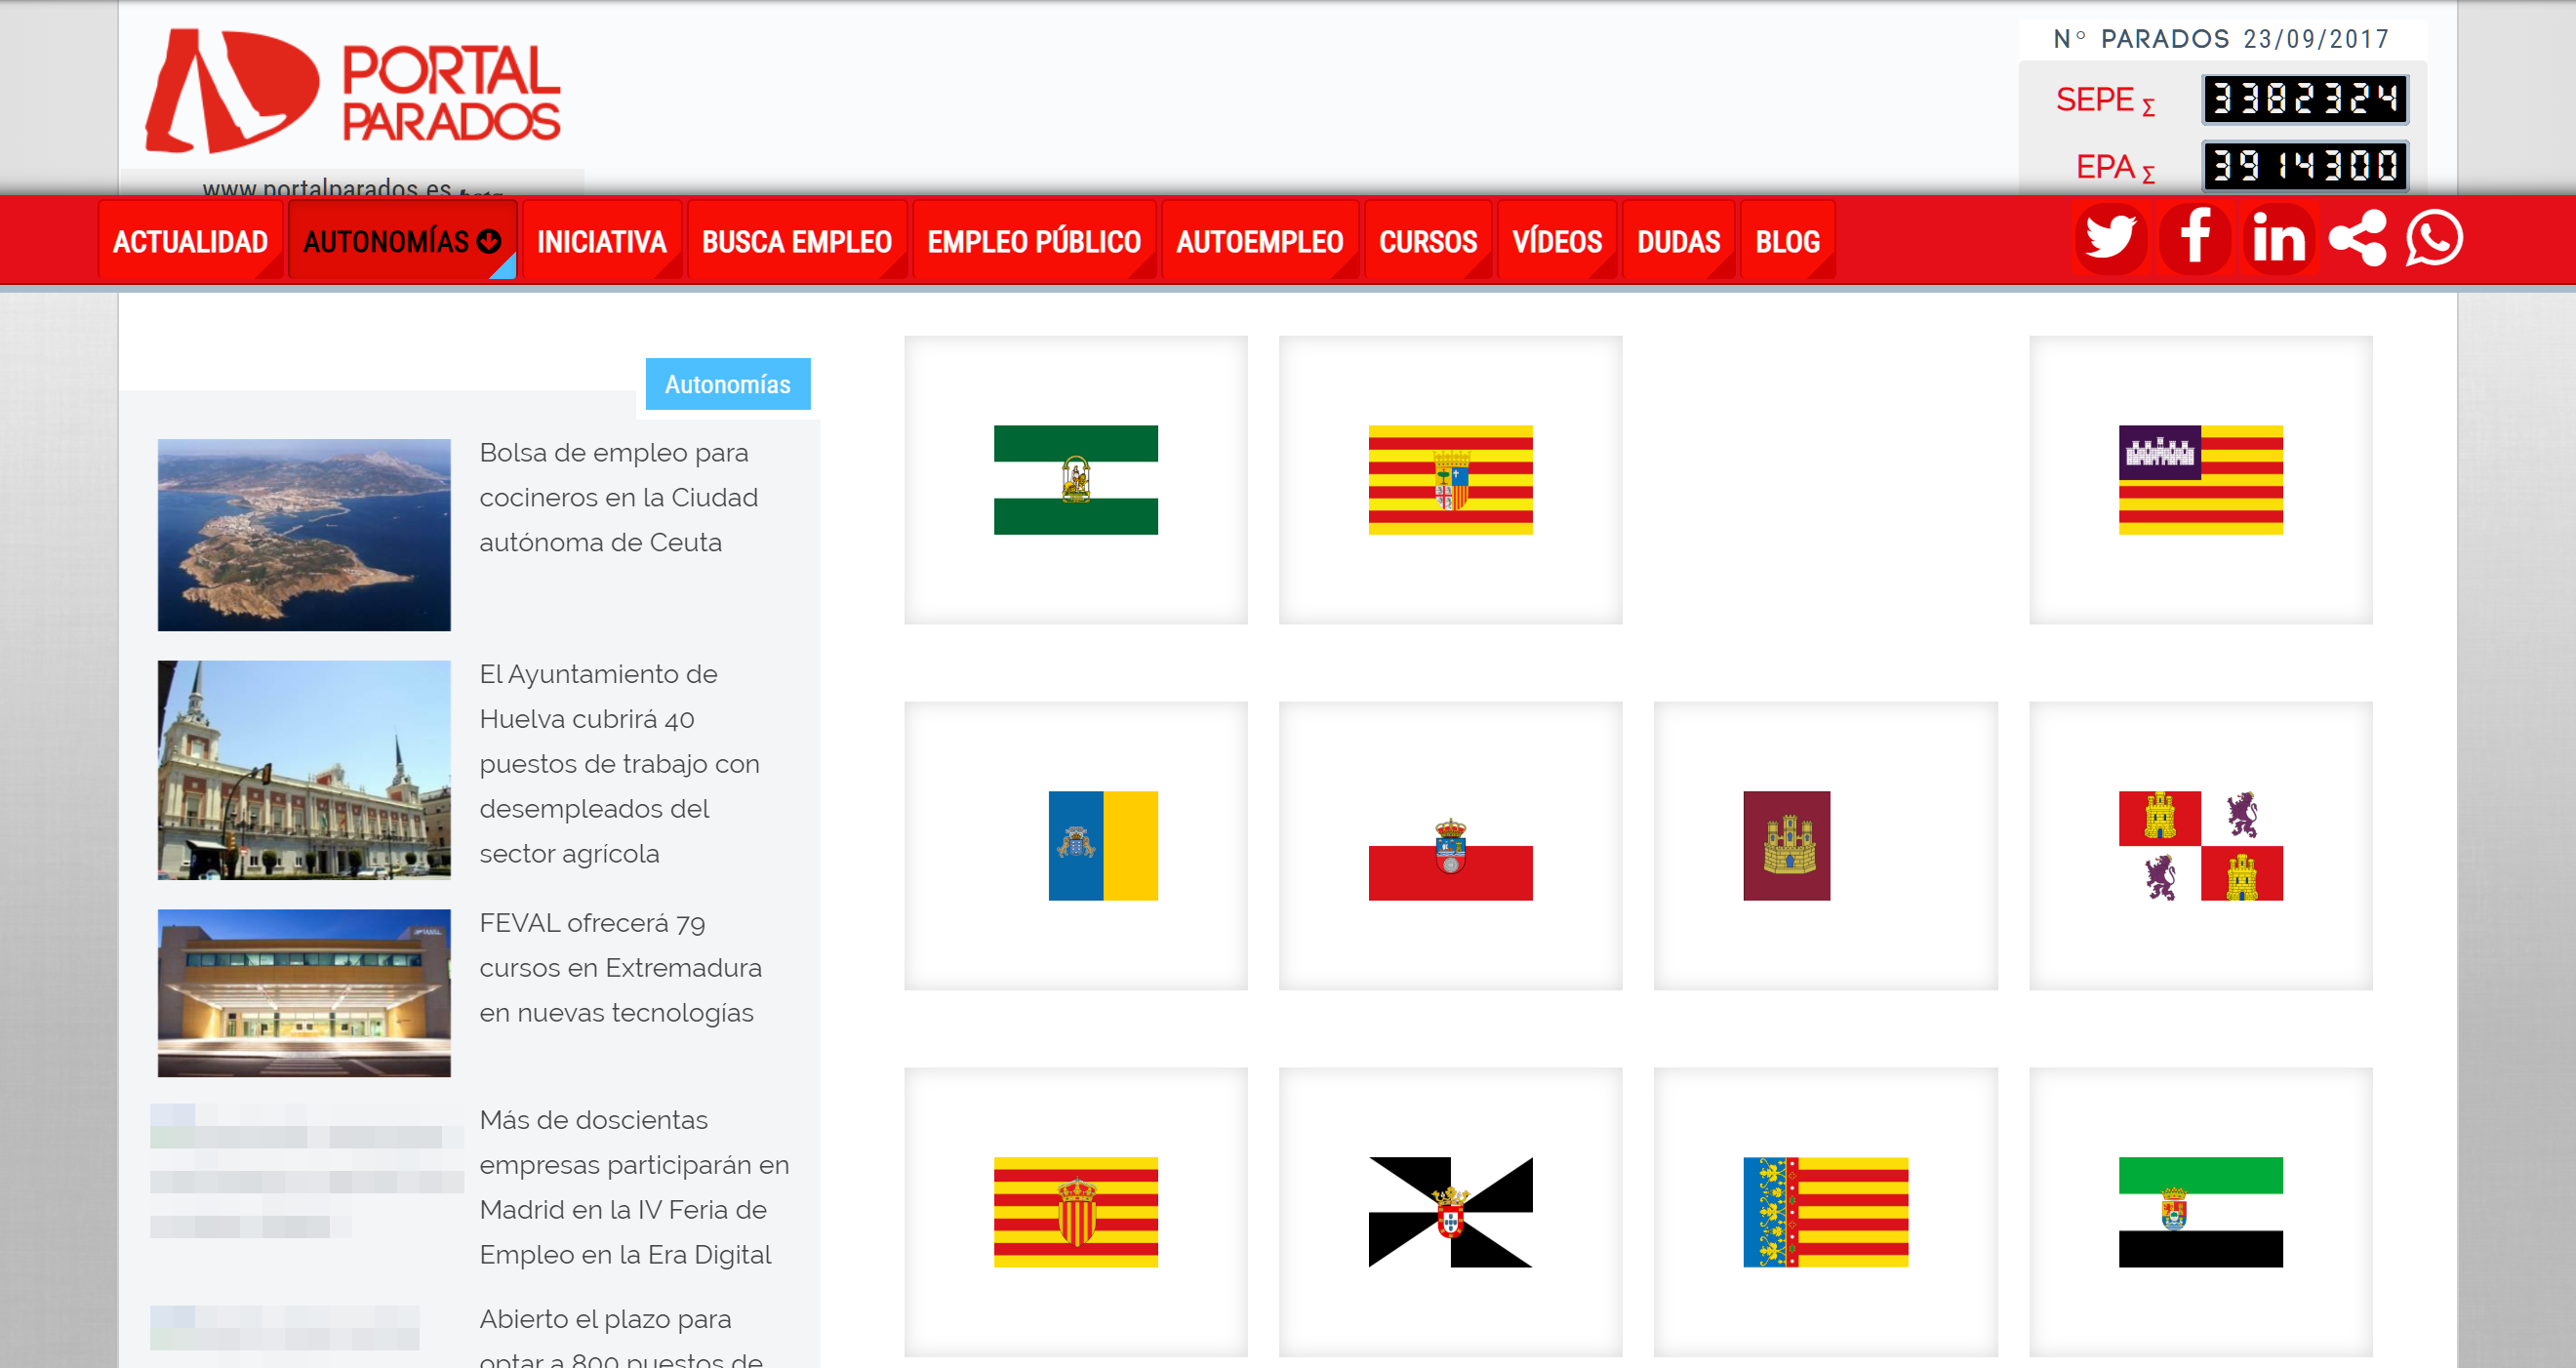 PORTAL
PARADOS
www.portalparados.es
Nº PARADOS 23/09/2017
SEPE Σ 3382324
EPA Σ 3914300
ACTUALIDAD AUTONOMÍAS INICIATIVA BUSCA EMPLEO EMPLEO PÚBLICO AUTOEMPLEO CURSOS VÍDEOS DUDAS BLOG
Autonomías
Bolsa de empleo para
cocineros en la Ciudad
autónoma de Ceuta
El Ayuntamiento de
Huelva cubrirá 40
puestos de trabajo con
desempleados del
sector agrícola
FEVAL ofrecerá 79
cursos en Extremadura
en nuevas tecnologías
Más de doscientas
empresas participarán en
Madrid en la IV Feria de
Empleo en la Era Digital
Abierto el plazo para
optar a 800 puestos de